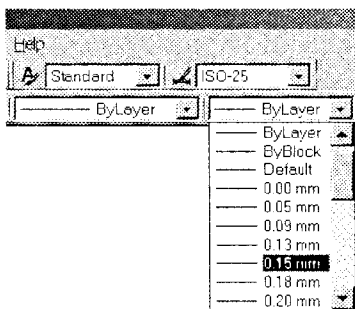 Help
Standard ISO-25
ByLayer ByLayer
ByLayer
ByBlock
Default
0.00 mm
0.05 mm
0.09 mm
0.13 mm
0.15 mm
0.18 mm
0.20 mm